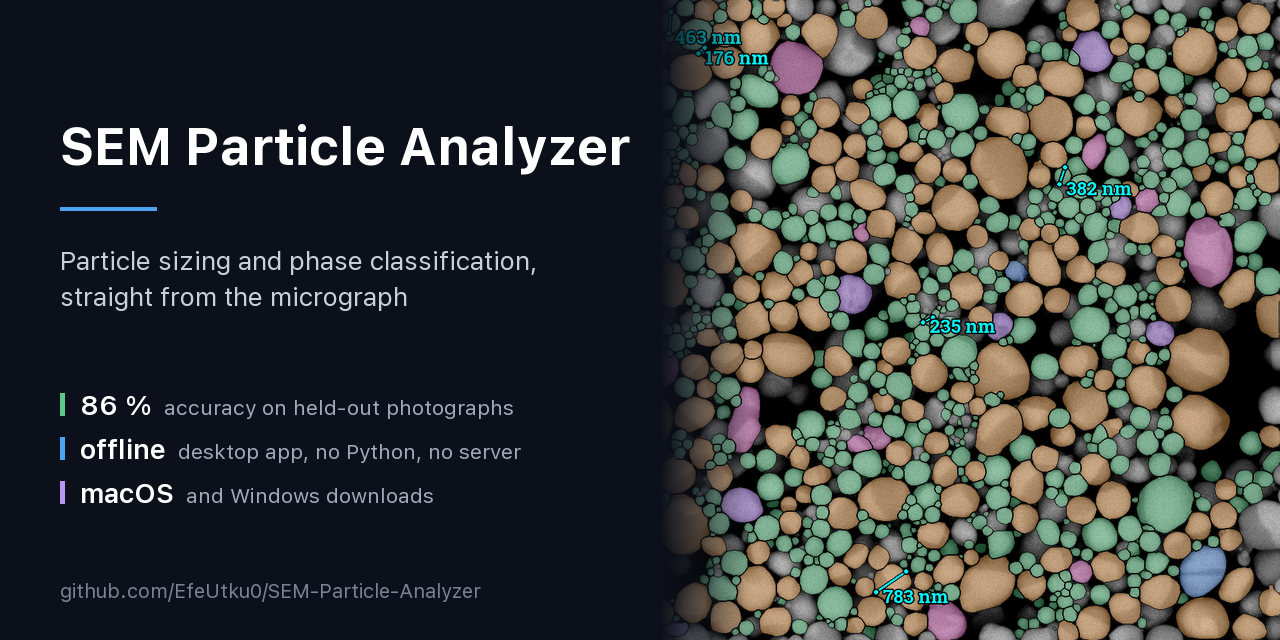 SEM Particle Analyzer
Particle sizing and phase classification,
straight from the micrograph
86 % accuracy on held-out photographs
offline desktop app, no Python, no server
macOS and Windows downloads
github.com/EfeUtku0/SEM-Particle-Analyzer
463 nm
176 nm
382 nm
235 nm
783 nm